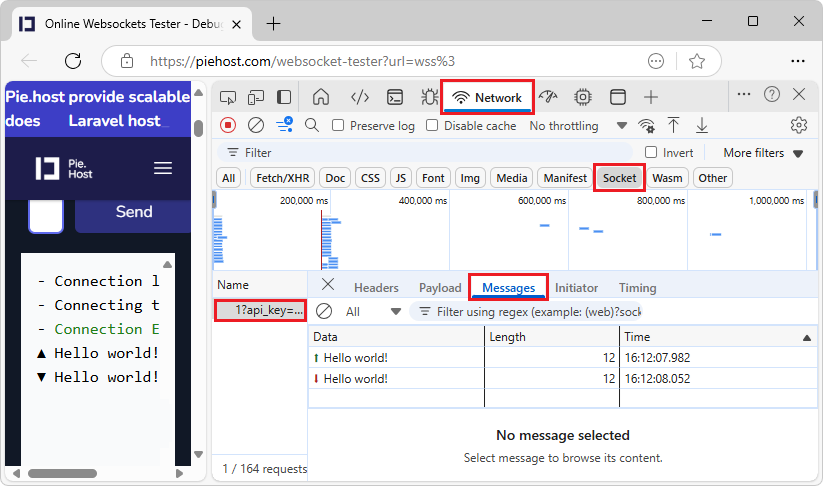 Online Websockets Tester - Debug
https://piehost.com/websocket-tester?url=wss%3
Pie.host provide scalable
does Laravel host_
Pie.
Host
Send
- Connection l
- Connecting t
- Connection E
▲ Hello world!
▼ Hello world!
Network
Preserve log
Disable cache
No throttling
Filter
Invert
More filters
All
Fetch/XHR
Doc
CSS
JS
Font
Img
Media
Manifest
Socket
Wasm
Other
200,000 ms
400,000 ms
600,000 ms
800,000 ms
1,000,000 ms
Name
1?api_key=...
1 / 164 requests
Headers
Payload
Messages
Initiator
Timing
All
Filter using regex (example: (web)?sock
Data Length Time
Hello world! 12 16:12:07.982
Hello world! 12 16:12:08.052
No message selected
Select message to browse its content.